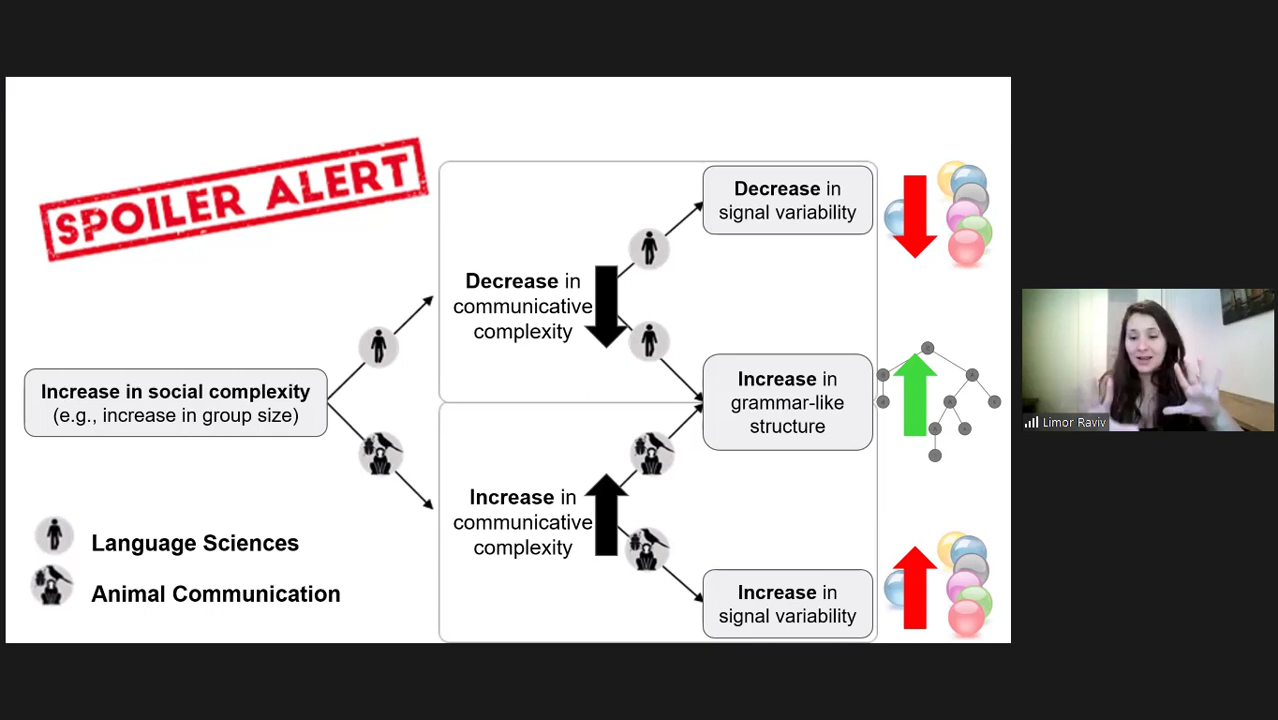 SPOILER ALERT
Increase in social complexity
(e.g., increase in group size)
Language Sciences
Animal Communication
Decrease in
communicative
complexity
Increase in
communicative
complexity
Decrease in
signal variability
Increase in
grammar-like
structure
Increase in
signal variability
Limor Raviv